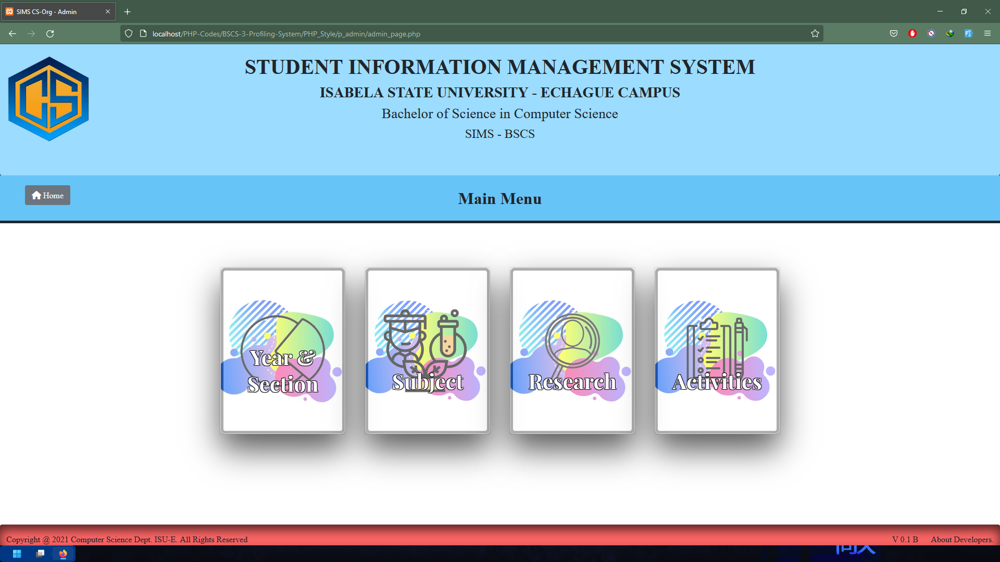 SIMS CS-Org - Admin
localhost/PHP-Codes/BSCS-3-Profiling-System/PHP_Style/p_admin/admin_page.php
CS
STUDENT INFORMATION MANAGEMENT SYSTEM
ISABELA STATE UNIVERSITY - ECHAGUE CAMPUS
Bachelor of Science in Computer Science
SIMS - BSCS
Home
Main Menu
Year &
Section
Subject
Research
Activities
Copyright @ 2021 Computer Science Dept. ISU-E. All Rights Reserved
V 0.1 B
About Developers.